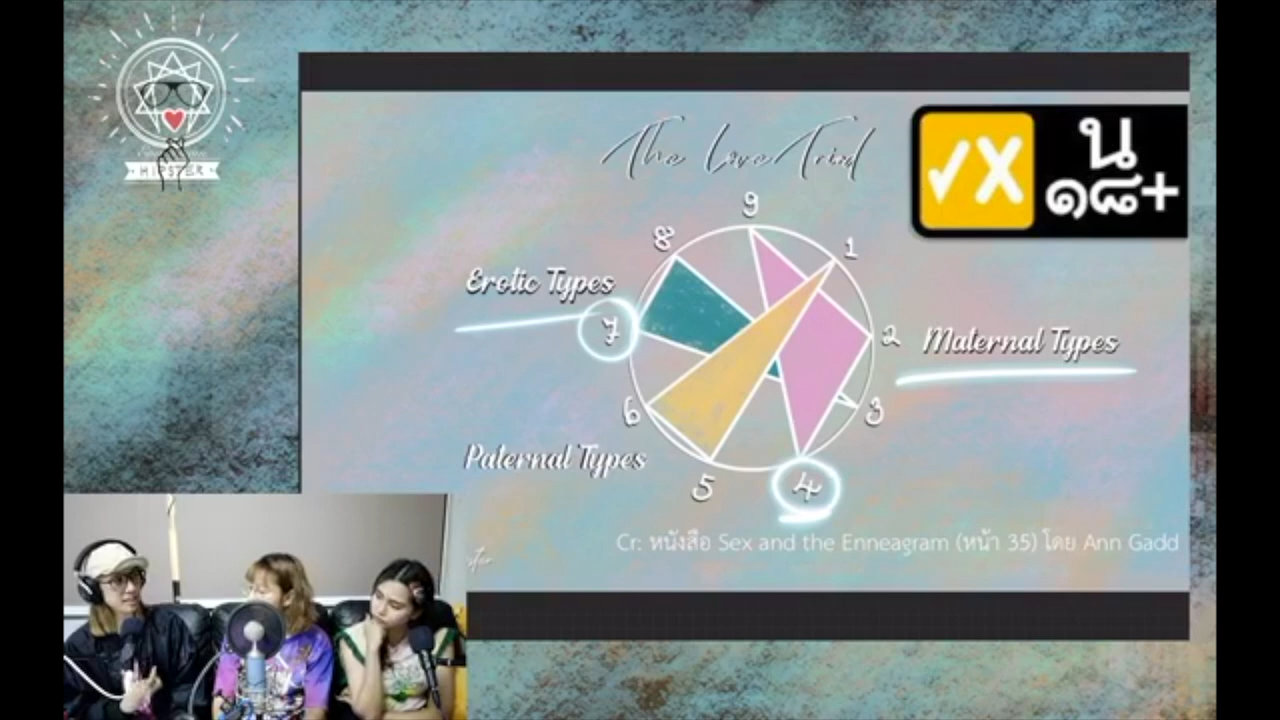 HIPSTER
The Love Triad
✓X น
๑๘+
9
8
1
Erotic Types
7
2
Maternal Types
6
3
Paternal Types
5
4
Cr: หนังสือ Sex and the Enneagram (หน้า 35) โดย Ann Gadd